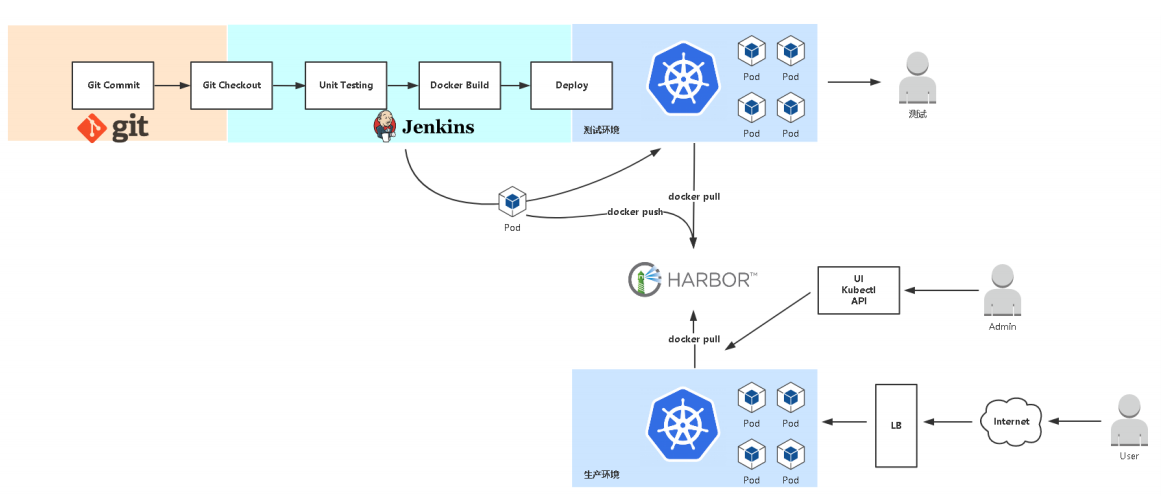 Git Commit
Git Checkout
Unit Testing
Docker Build
Deploy
git
Jenkins
测试环境
Pod
Pod
Pod
Pod
测试
Pod
docker push
docker pull
HARBOR™
UI
Kubectl
API
Admin
docker pull
生产环境
Pod
Pod
Pod
Pod
LB
Internet
User